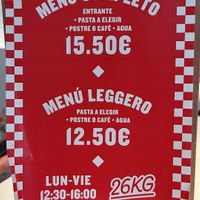 MENÚ COMPLETO
ENTRANTE
+ PASTA A ELEGIR
+ POSTRE O CAFÉ + AGUA
15.50€
MENÚ LEGGERO
PASTA A ELEGIR
+ POSTRE O CAFÉ + AGUA
12.50€
LUN-VIE
12:30-16:00
26KG